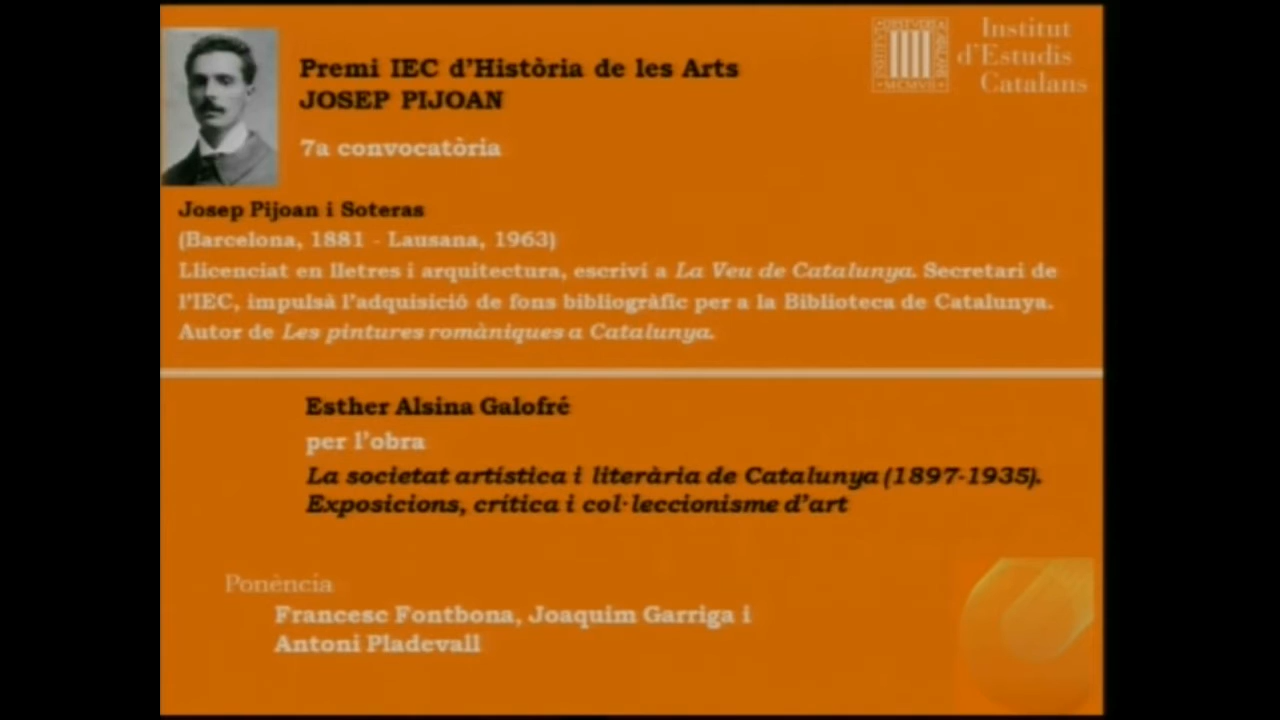 Premi IEC d'Història de les Arts
JOSEP PIJOAN
7a convocatòria
Institut
d'Estudis
Catalans
MCMVII
Josep Pijoan i Soteras
(Barcelona, 1881 - Lausana, 1963)
Llicenciat en lletres i arquitectura, escriví a La Veu de Catalunya. Secretari de
l'IEC, impulsà l'adquisició de fons bibliogràfic per a la Biblioteca de Catalunya.
Autor de Les pintures romàniques a Catalunya.
Esther Alsina Galofré
per l'obra
La societat artística i literària de Catalunya (1897-1935).
Exposicions, crítica i col·leccionisme d'art
Ponència
Francesc Fontbona, Joaquim Garriga i
Antoni Pladevall